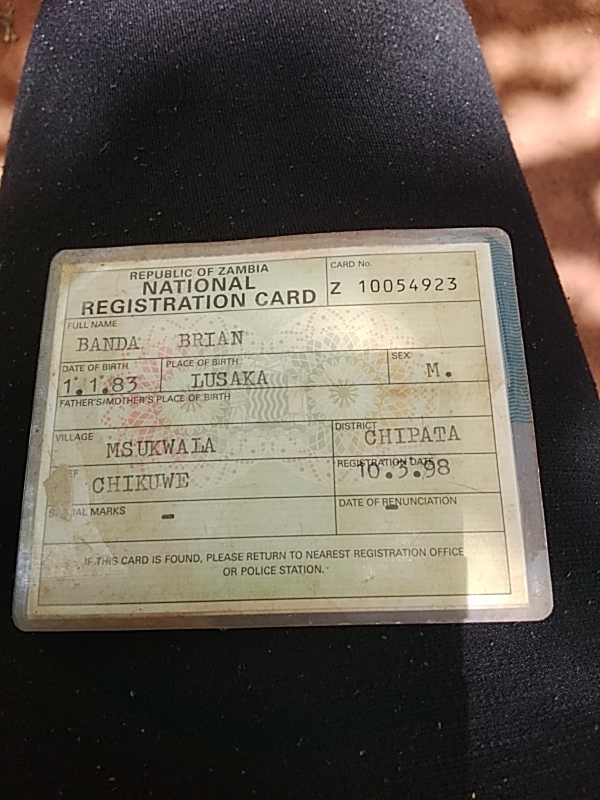 REPUBLIC OF ZAMBIA
NATIONAL
REGISTRATION CARD
CARD No.
Z 10054923
FULL NAME
BANDA BRIAN
DATE OF BIRTH
1.1.83
PLACE OF BIRTH
LUSAKA
SEX
M.
FATHER'S/MOTHER'S PLACE OF BIRTH
VILLAGE
MSUKWALA
DISTRICT
CHIPATA
CHIKUWE
REGISTRATION DATE
10.3.98
MARKS
-
DATE OF RENUNCIATION
-
IF THIS CARD IS FOUND, PLEASE RETURN TO NEAREST REGISTRATION OFFICE
OR POLICE STATION.